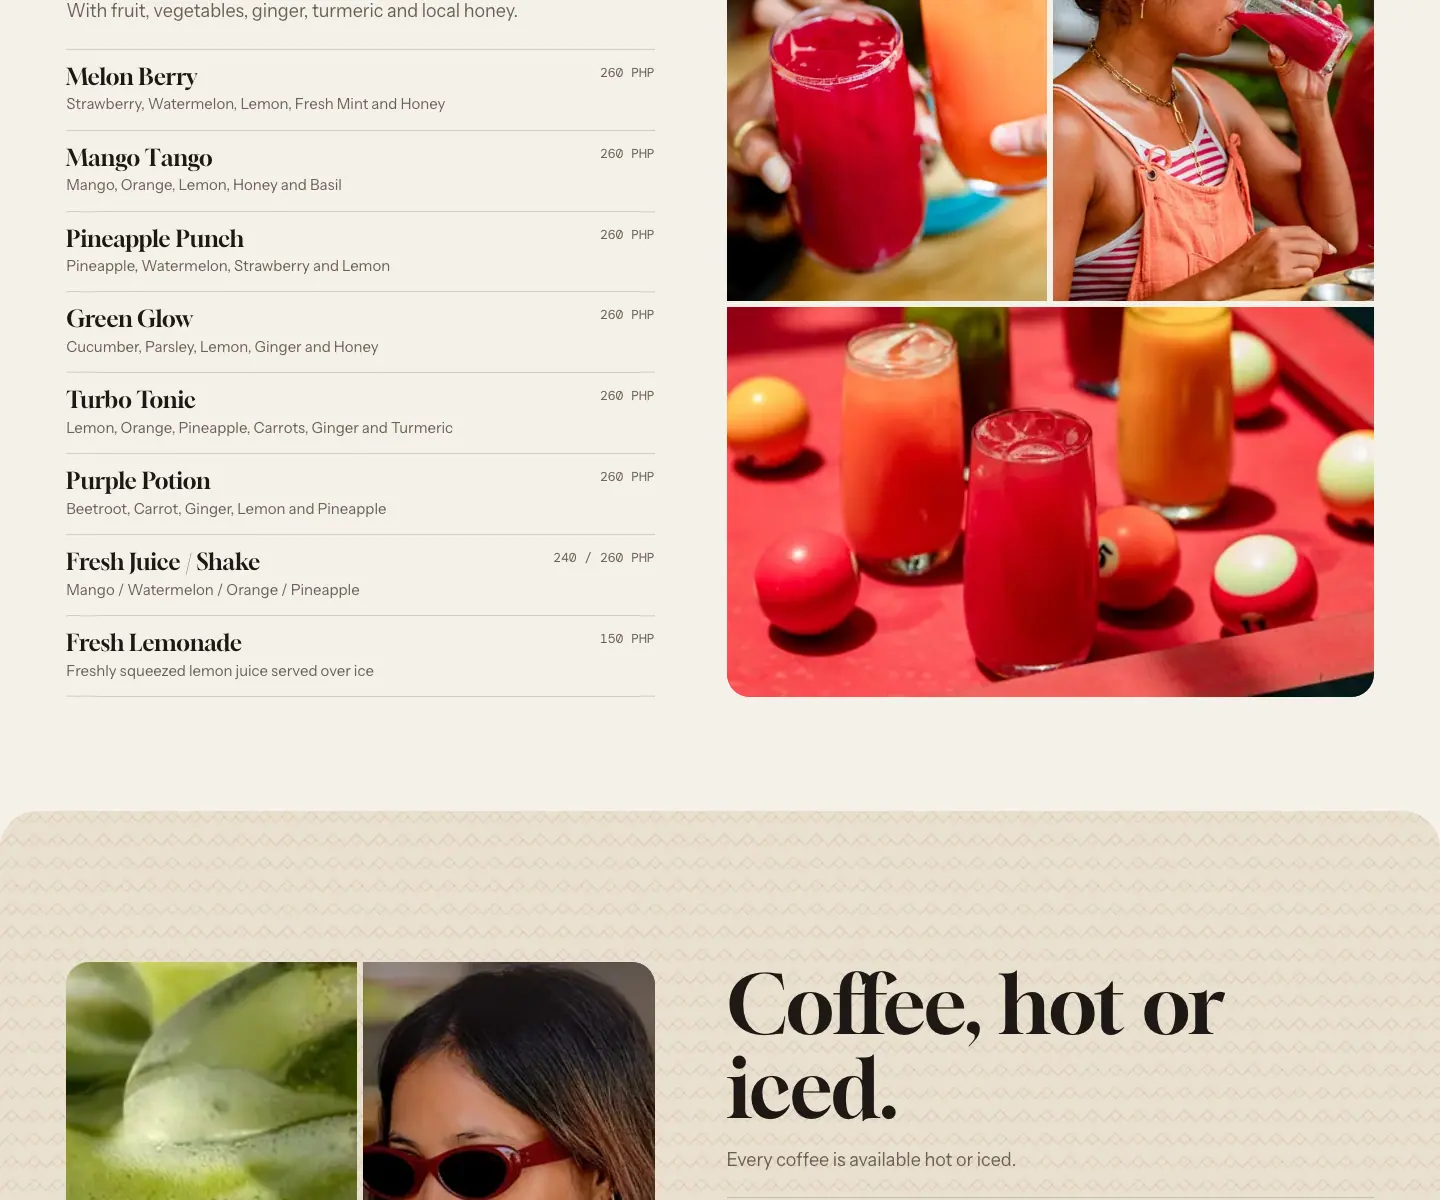 With fruit, vegetables, ginger, turmeric and local honey.
Melon Berry
260 PHP
Strawberry, Watermelon, Lemon, Fresh Mint and Honey
Mango Tango
260 PHP
Mango, Orange, Lemon, Honey and Basil
Pineapple Punch
260 PHP
Pineapple, Watermelon, Strawberry and Lemon
Green Glow
260 PHP
Cucumber, Parsley, Lemon, Ginger and Honey
Turbo Tonic
260 PHP
Lemon, Orange, Pineapple, Carrots, Ginger and Turmeric
Purple Potion
260 PHP
Beetroot, Carrot, Ginger, Lemon and Pineapple
Fresh Juice / Shake
240 / 260 PHP
Mango / Watermelon / Orange / Pineapple
Fresh Lemonade
150 PHP
Freshly squeezed lemon juice served over ice
Coffee, hot or
iced.
Every coffee is available hot or iced.